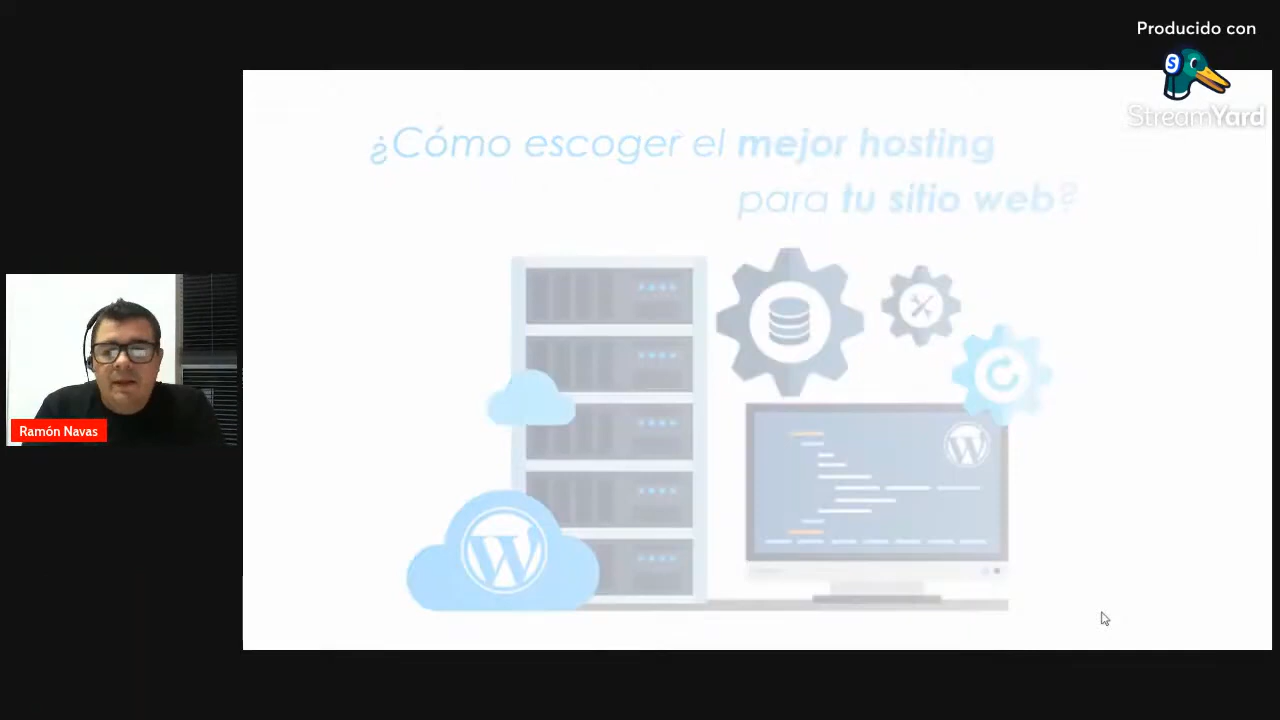 Producido con
StreamYard
¿Cómo escoger el mejor hosting
para tu sitio web?
Ramón Navas